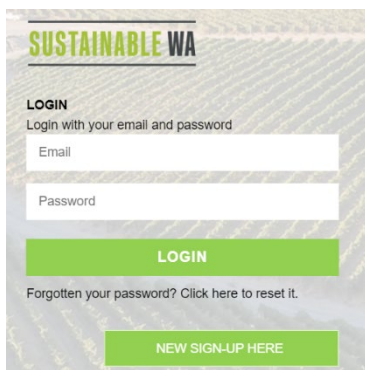 SUSTAINABLE WA
LOGIN
Login with your email and password
Email
Password
LOGIN
Forgotten your password? Click here to reset it.
NEW SIGN-UP HERE